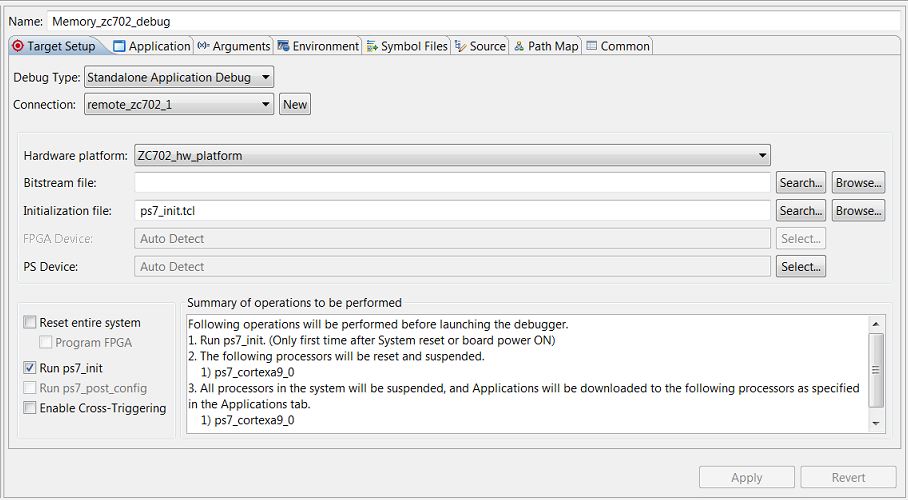 Name: Memory_zc702_debug
Target Setup Application Arguments Environment Symbol Files Source Path Map Common
Debug Type: Standalone Application Debug
Connection: remote_zc702_1 New
Hardware platform: ZC702_hw_platform
Bitstream file: Search... Browse...
Initialization file: ps7_init.tcl Search... Browse...
FPGA Device: Auto Detect Select...
PS Device: Auto Detect Select...
Reset entire system
Program FPGA
Run ps7_init
Run ps7_post_config
Enable Cross-Triggering
Summary of operations to be performed
Following operations will be performed before launching the debugger.
1. Run ps7_init. (Only first time after System reset or board power ON)
2. The following processors will be reset and suspended.
1) ps7_cortexa9_0
3. All processors in the system will be suspended, and Applications will be downloaded to the following processors as specified
in the Applications tab.
1) ps7_cortexa9_0
Apply Revert